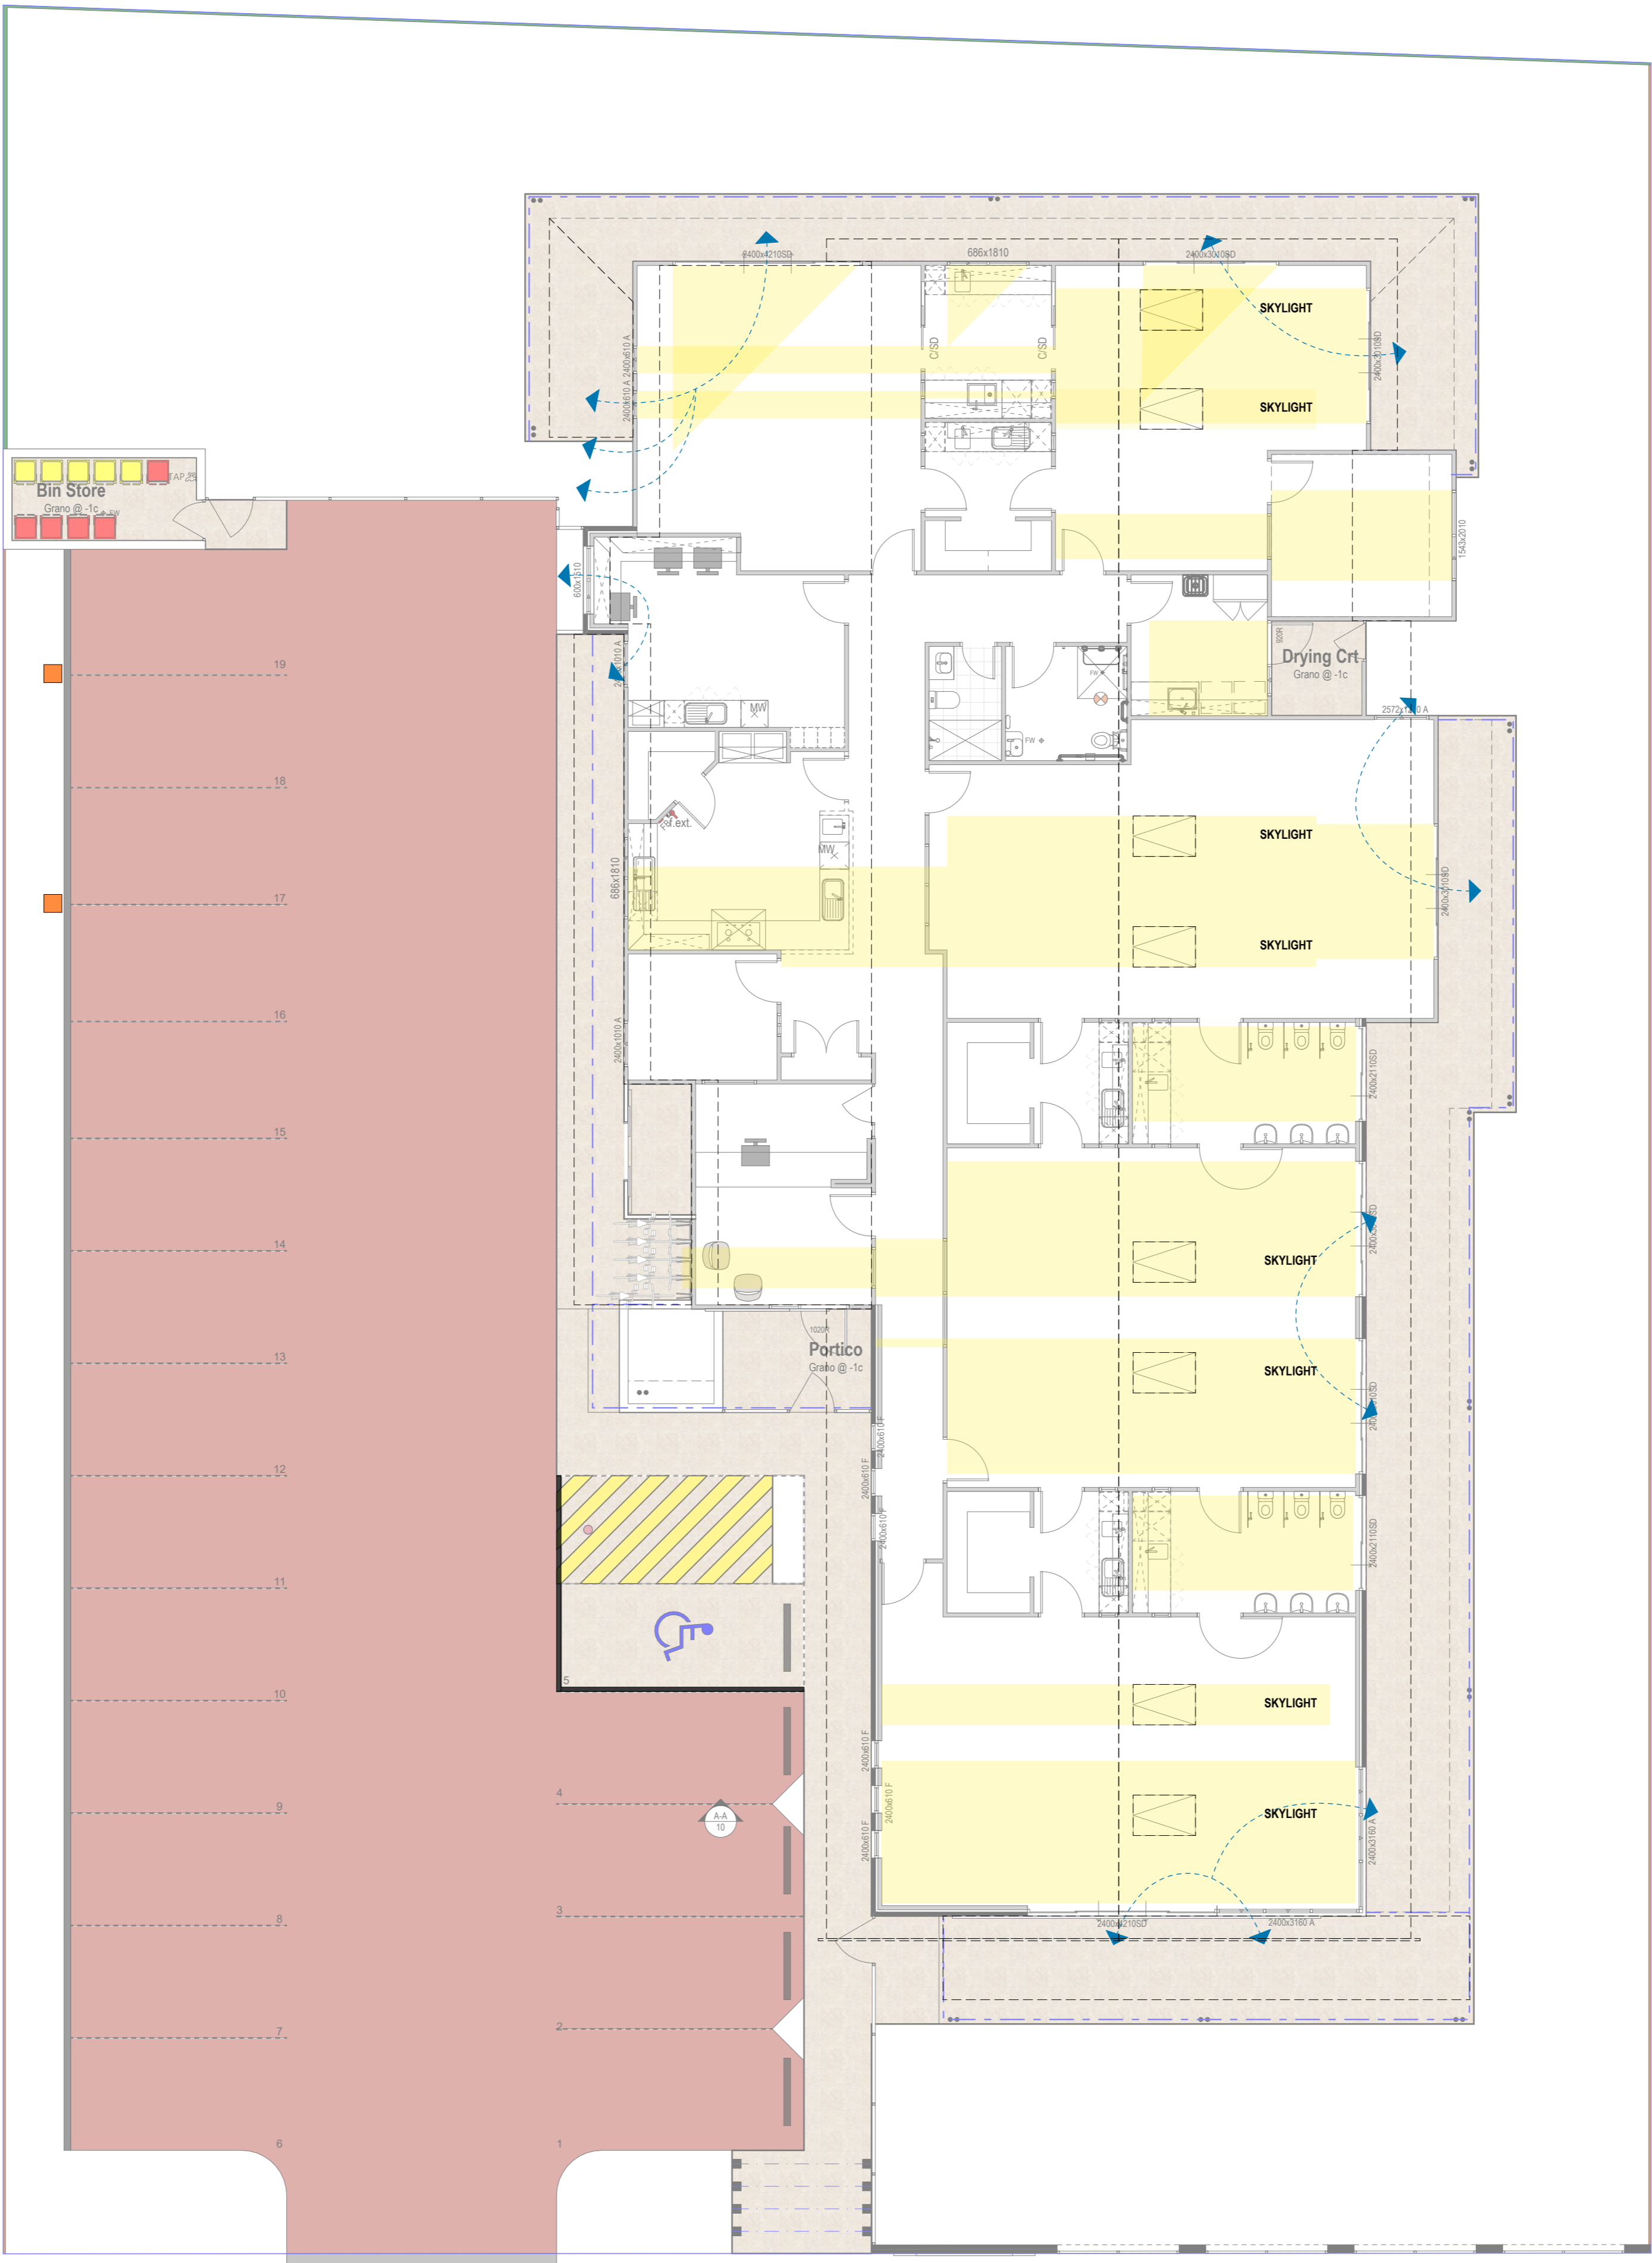 2400x4210SD
686x1810
2400x3010SD
SKYLIGHT
C/SD
C/SD
2400x3010SD
2400x610 A
2400x610 A
SKYLIGHT
TAP
Bin Store
Grano @ -1c
FW
1543x2010
600x1510
19
920R
Drying Crt
Grano @ -1c
FW
MW
2572x1210 A
FW
18
f.ext.
SKYLIGHT
MW
686x1810
2400x3010SD
17
SKYLIGHT
16
2400x1010 A
2400x2110SD
15
14
SKYLIGHT
1020R
Portico
Grano @ -1c
13
SKYLIGHT
2400x610 F
12
2400x610 F
2400x610 F
2400x2110SD
11
5
10
SKYLIGHT
2400x610 F
4
9
A-A
10
2400x610 F
SKYLIGHT
2400x610 F
2400x3160 A
3
8
2400x4210SD
2400x3160 A
2
7
6
1